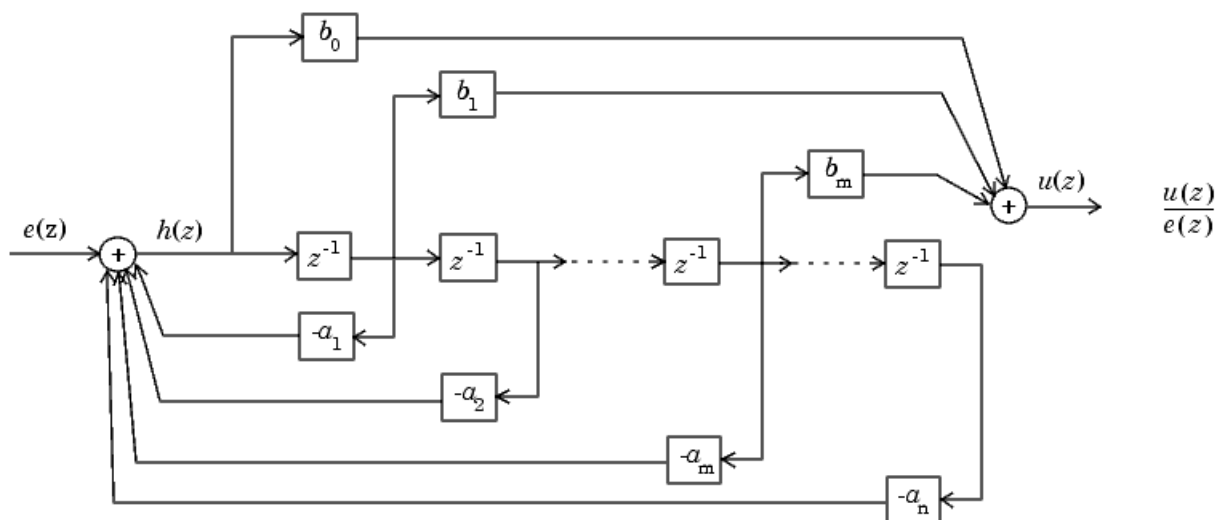 b₀
b₁
bₘ
u(z)
u(z)
e(z)
e(z)
h(z)
z⁻¹
z⁻¹
z⁻¹
z⁻¹
+
+
-a₁
-a₂
-aₘ
-aₙ